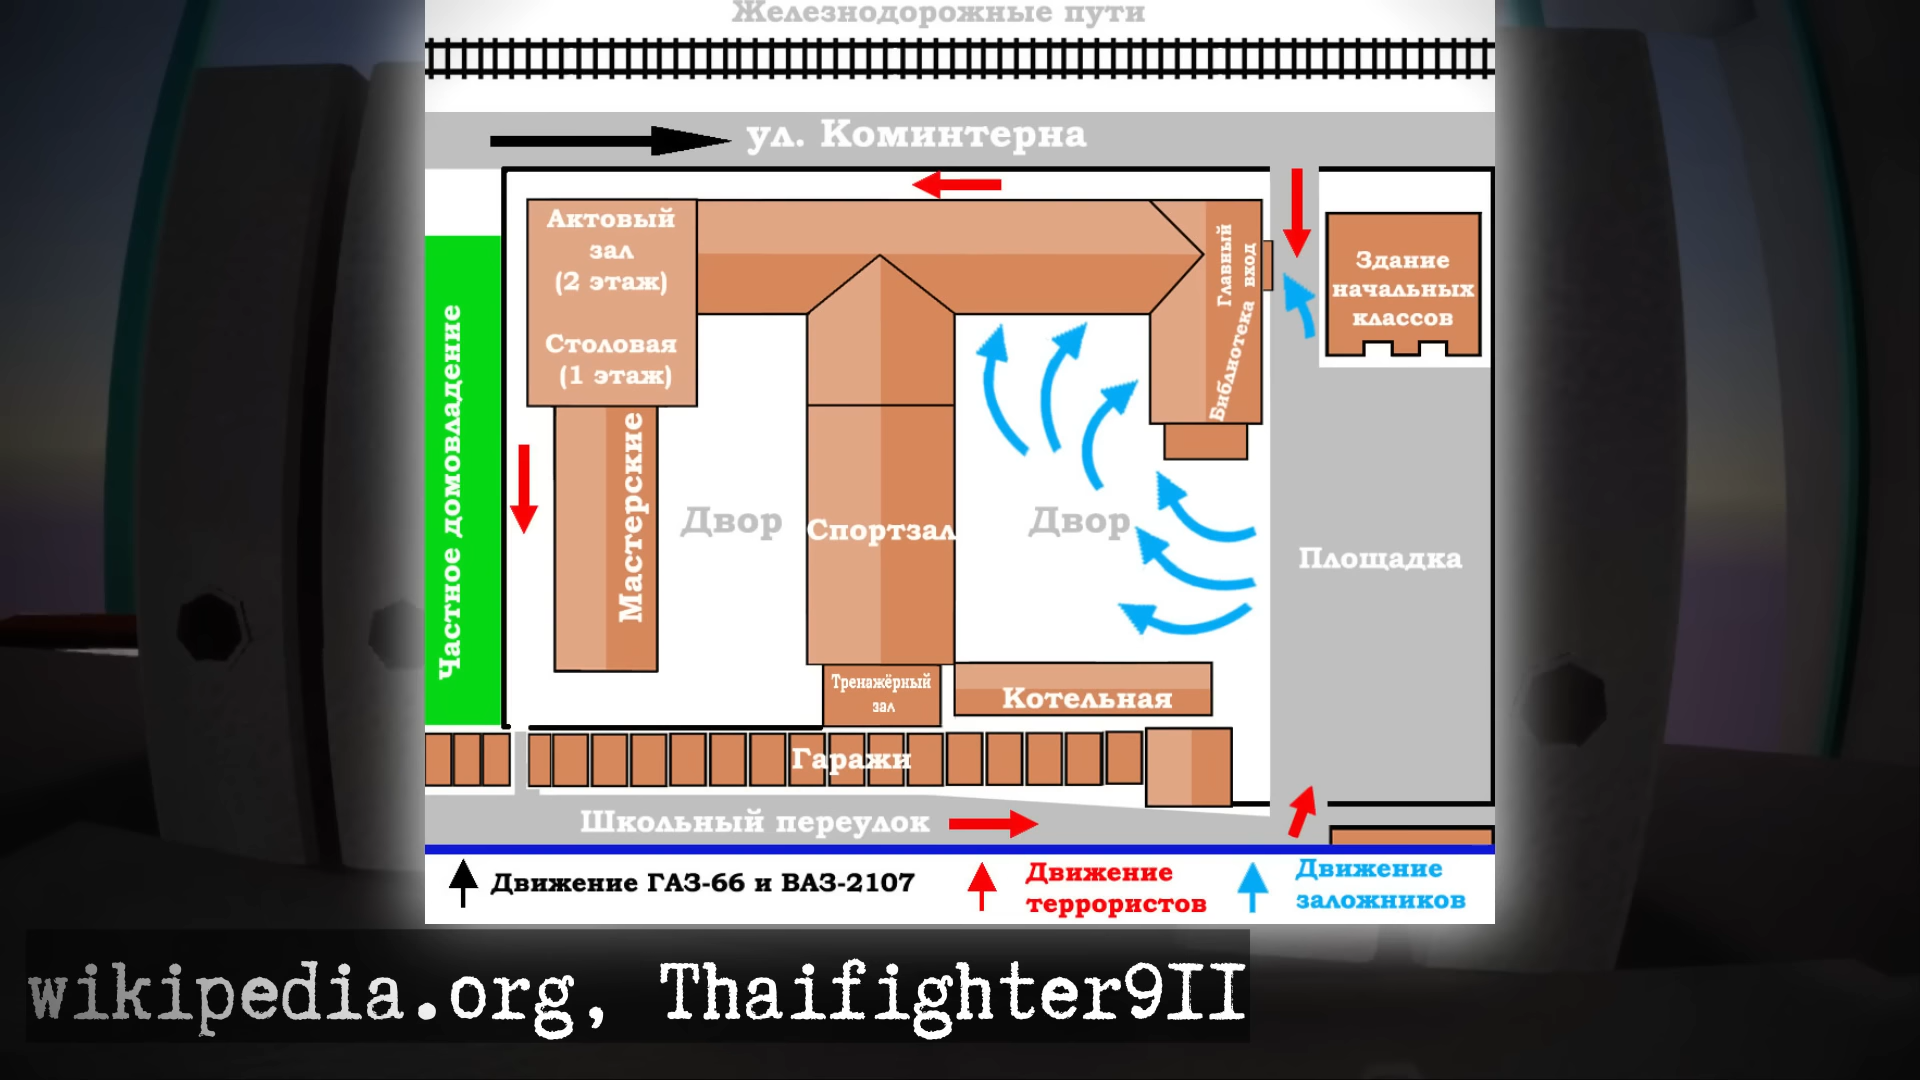 Железнодорожные пути
ул. Коминтерна
Актовый
зал
(2 этаж)
Столовая
(1 этаж)
Главный
вход
Библиотека
Здание
начальных
классов
Частное домовладение
Мастерские
Двор
Спортзал
Двор
Площадка
Тренажёрный
зал
Котельная
Гаражи
Школьный переулок
Движение ГАЗ-66 и ВАЗ-2107
Движение
террористов
Движение
заложников
wikipedia.org, Thaifighter9II